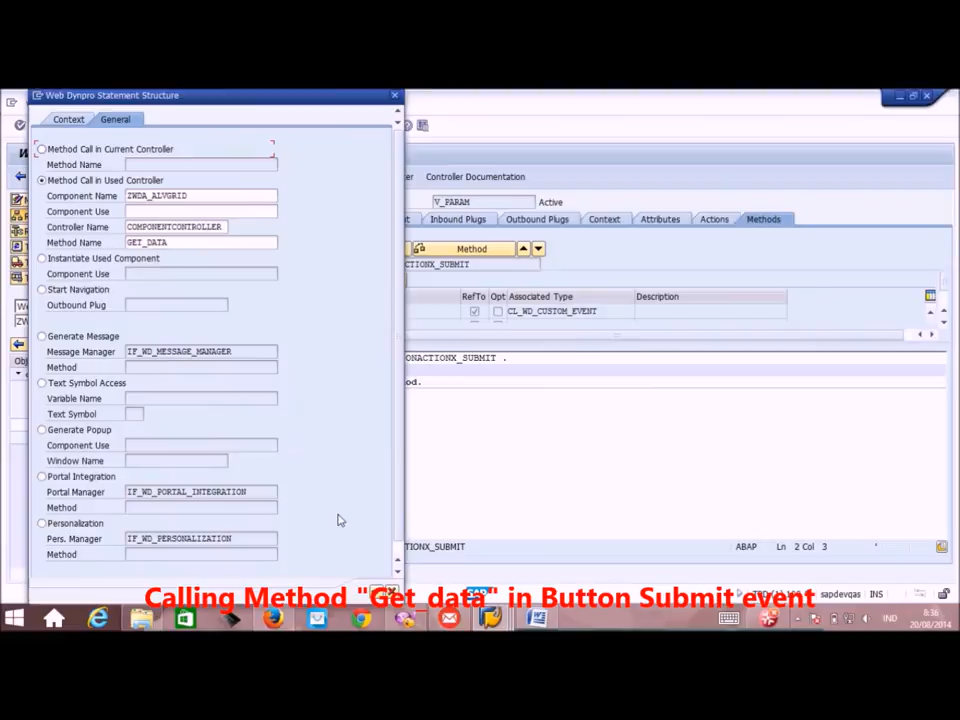 Web Dynpro Statement Structure
Context General
Method Call in Current Controller
Method Name
Method Call in Used Controller
Component Name ZWDA_ALVGRID
Component Use
Controller Name COMPONENTCONTROLLER
Method Name GET_DATA
Instantiate Used Component
Component Use
Start Navigation
Outbound Plug
Generate Message
Message Manager IF_WD_MESSAGE_MANAGER
Method
Text Symbol Access
Variable Name
Text Symbol
Generate Popup
Component Use
Window Name
Portal Integration
Portal Manager IF_WD_PORTAL_INTEGRATION
Method
Personalization
Pers. Manager IF_WD_PERSONALIZATION
Method
Controller Documentation
V_PARAM Active
Inbound Plugs Outbound Plugs Context Attributes Actions Methods
Method
CTIONX_SUBMIT
RefTo Opt Associated Type Description
CL_WD_CUSTOM_EVENT
ONACTIONX_SUBMIT .
od.
CTIONX_SUBMIT ABAP Ln 2 Col 3
sapdevqas INS
Calling Method "Get_data" in Button Submit event
IND
8:36
20/08/2014